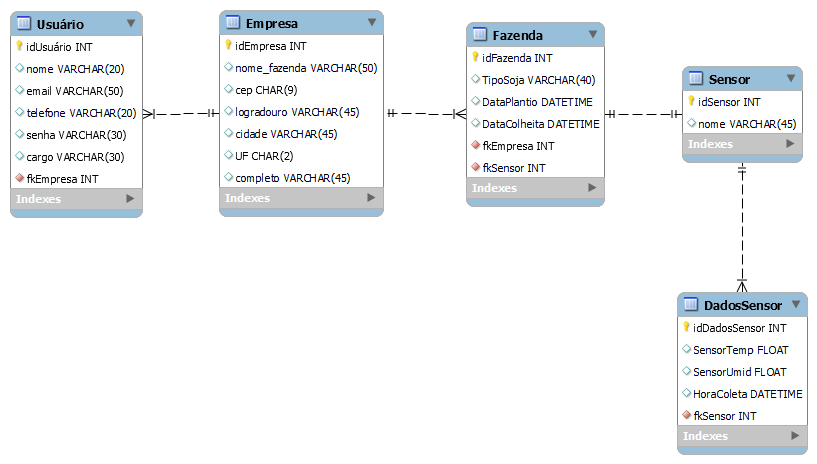 Usuário
idUsuário INT
nome VARCHAR(20)
email VARCHAR(50)
telefone VARCHAR(20)
senha VARCHAR(30)
cargo VARCHAR(30)
fkEmpresa INT
Indexes
Empresa
idEmpresa INT
nome_fazenda VARCHAR(50)
cep CHAR(9)
logradouro VARCHAR(45)
cidade VARCHAR(45)
UF CHAR(2)
completo VARCHAR(45)
Indexes
Fazenda
idFazenda INT
TipoSoja VARCHAR(40)
DataPlantio DATETIME
DataColheita DATETIME
fkEmpresa INT
fkSensor INT
Indexes
Sensor
idSensor INT
nome VARCHAR(45)
Indexes
DadosSensor
idDadosSensor INT
SensorTemp FLOAT
SensorUmid FLOAT
HoraColeta DATETIME
fkSensor INT
Indexes